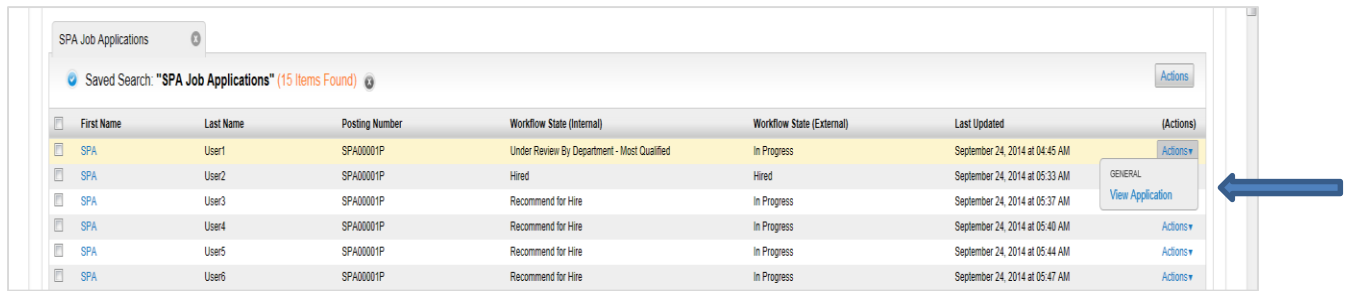 SPA Job Applications x
Saved Search: "SPA Job Applications" (15 Items Found) x Actions
First Name Last Name Posting Number Workflow State (Internal) Workflow State (External) Last Updated (Actions)
SPA User1 SPA00001P Under Review By Department - Most Qualified In Progress September 24, 2014 at 04:45 AM Actions▾
SPA User2 SPA00001P Hired Hired September 24, 2014 at 05:33 AM GENERAL
SPA User3 SPA00001P Recommend for Hire In Progress September 24, 2014 at 05:37 AM View Application
SPA User4 SPA00001P Recommend for Hire In Progress September 24, 2014 at 05:40 AM Actions▾
SPA User5 SPA00001P Recommend for Hire In Progress September 24, 2014 at 05:44 AM Actions▾
SPA User6 SPA00001P Recommend for Hire In Progress September 24, 2014 at 05:47 AM Actions▾